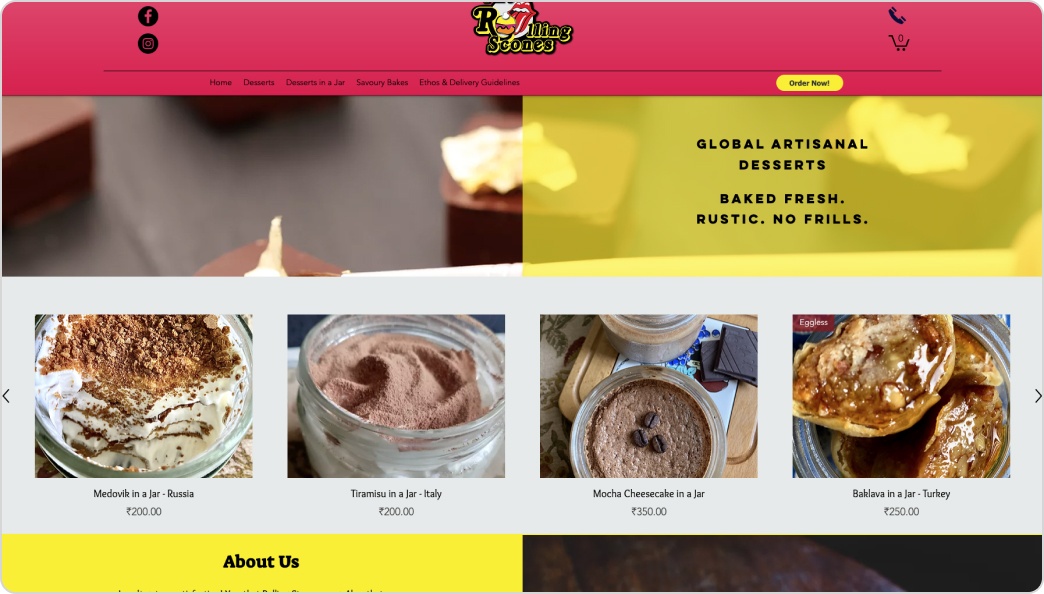 Rolling
Scones
0
Home Desserts Desserts in a Jar Savoury Bakes Ethos & Delivery Guidelines
Order Now!
GLOBAL ARTISANAL
DESSERTS
BAKED FRESH.
RUSTIC. NO FRILLS.
Eggless
Medovik in a Jar - Russia
₹200.00
Tiramisu in a Jar - Italy
₹200.00
Mocha Cheesecake in a Jar
₹350.00
Baklava in a Jar - Turkey
₹250.00
About Us